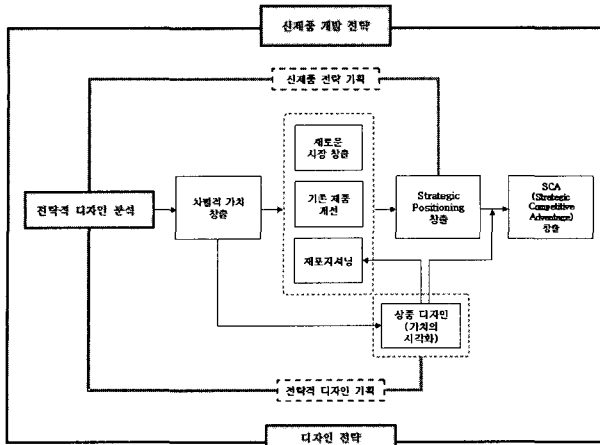 신제품 개발 전략
신제품 전략 기획
새로운
시장 창출
전략적 디자인 분석
차별적 가치
창출
기존 제품
개선
Strategic
Positioning
창출
SCA
(Strategic
Competitive
Advantage)
창출
재포지셔닝
상품 디자인
(가치의
시각화)
전략적 디자인 기획
디자인 전략